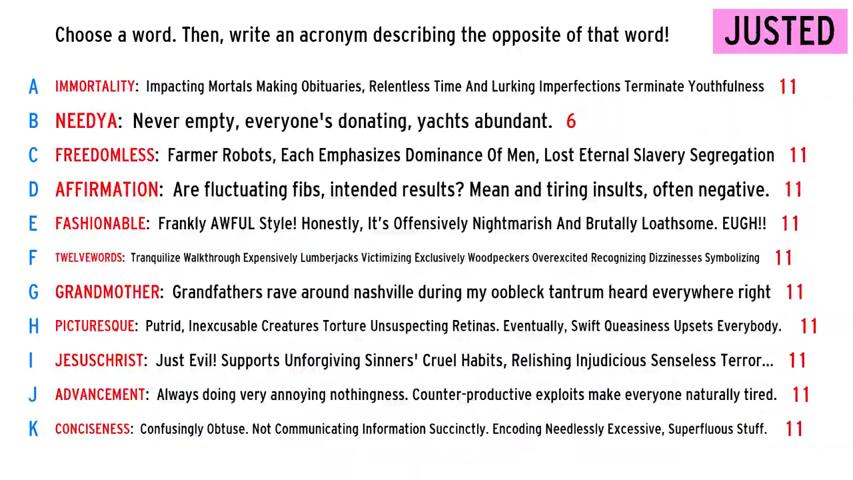 Choose a word. Then, write an acronym describing the opposite of that word!
JUSTED
A IMMORTALITY: Impacting Mortals Making Obituaries, Relentless Time And Lurking Imperfections Terminate Youthfulness 11
B NEEDYA: Never empty, everyone's donating, yachts abundant. 6
C FREEDOMLESS: Farmer Robots, Each Emphasizes Dominance Of Men, Lost Eternal Slavery Segregation 11
D AFFIRMATION: Are fluctuating fibs, intended results? Mean and tiring insults, often negative. 11
E FASHIONABLE: Frankly AWFUL Style! Honestly, It’s Offensively Nightmarish And Brutally Loathsome. EUGH!! 11
F TWELVEWORDS: Tranquilize Walkthrough Expensively Lumberjacks Victimizing Exclusively Woodpeckers Overexcited Recognizing Dizzinesses Symbolizing 11
G GRANDMOTHER: Grandfathers rave around nashville during my oobleck tantrum heard everywhere right 11
H PICTURESQUE: Putrid, Inexcusable Creatures Torture Unsuspecting Retinas. Eventually, Swift Queasiness Upsets Everybody. 11
I JESUSCHRIST: Just Evil! Supports Unforgiving Sinners' Cruel Habits, Relishing Injudicious Senseless Terror... 11
J ADVANCEMENT: Always doing very annoying nothingness. Counter-productive exploits make everyone naturally tired. 11
K CONCISENESS: Confusingly Obtuse. Not Communicating Information Succinctly. Encoding Needlessly Excessive, Superfluous Stuff. 11